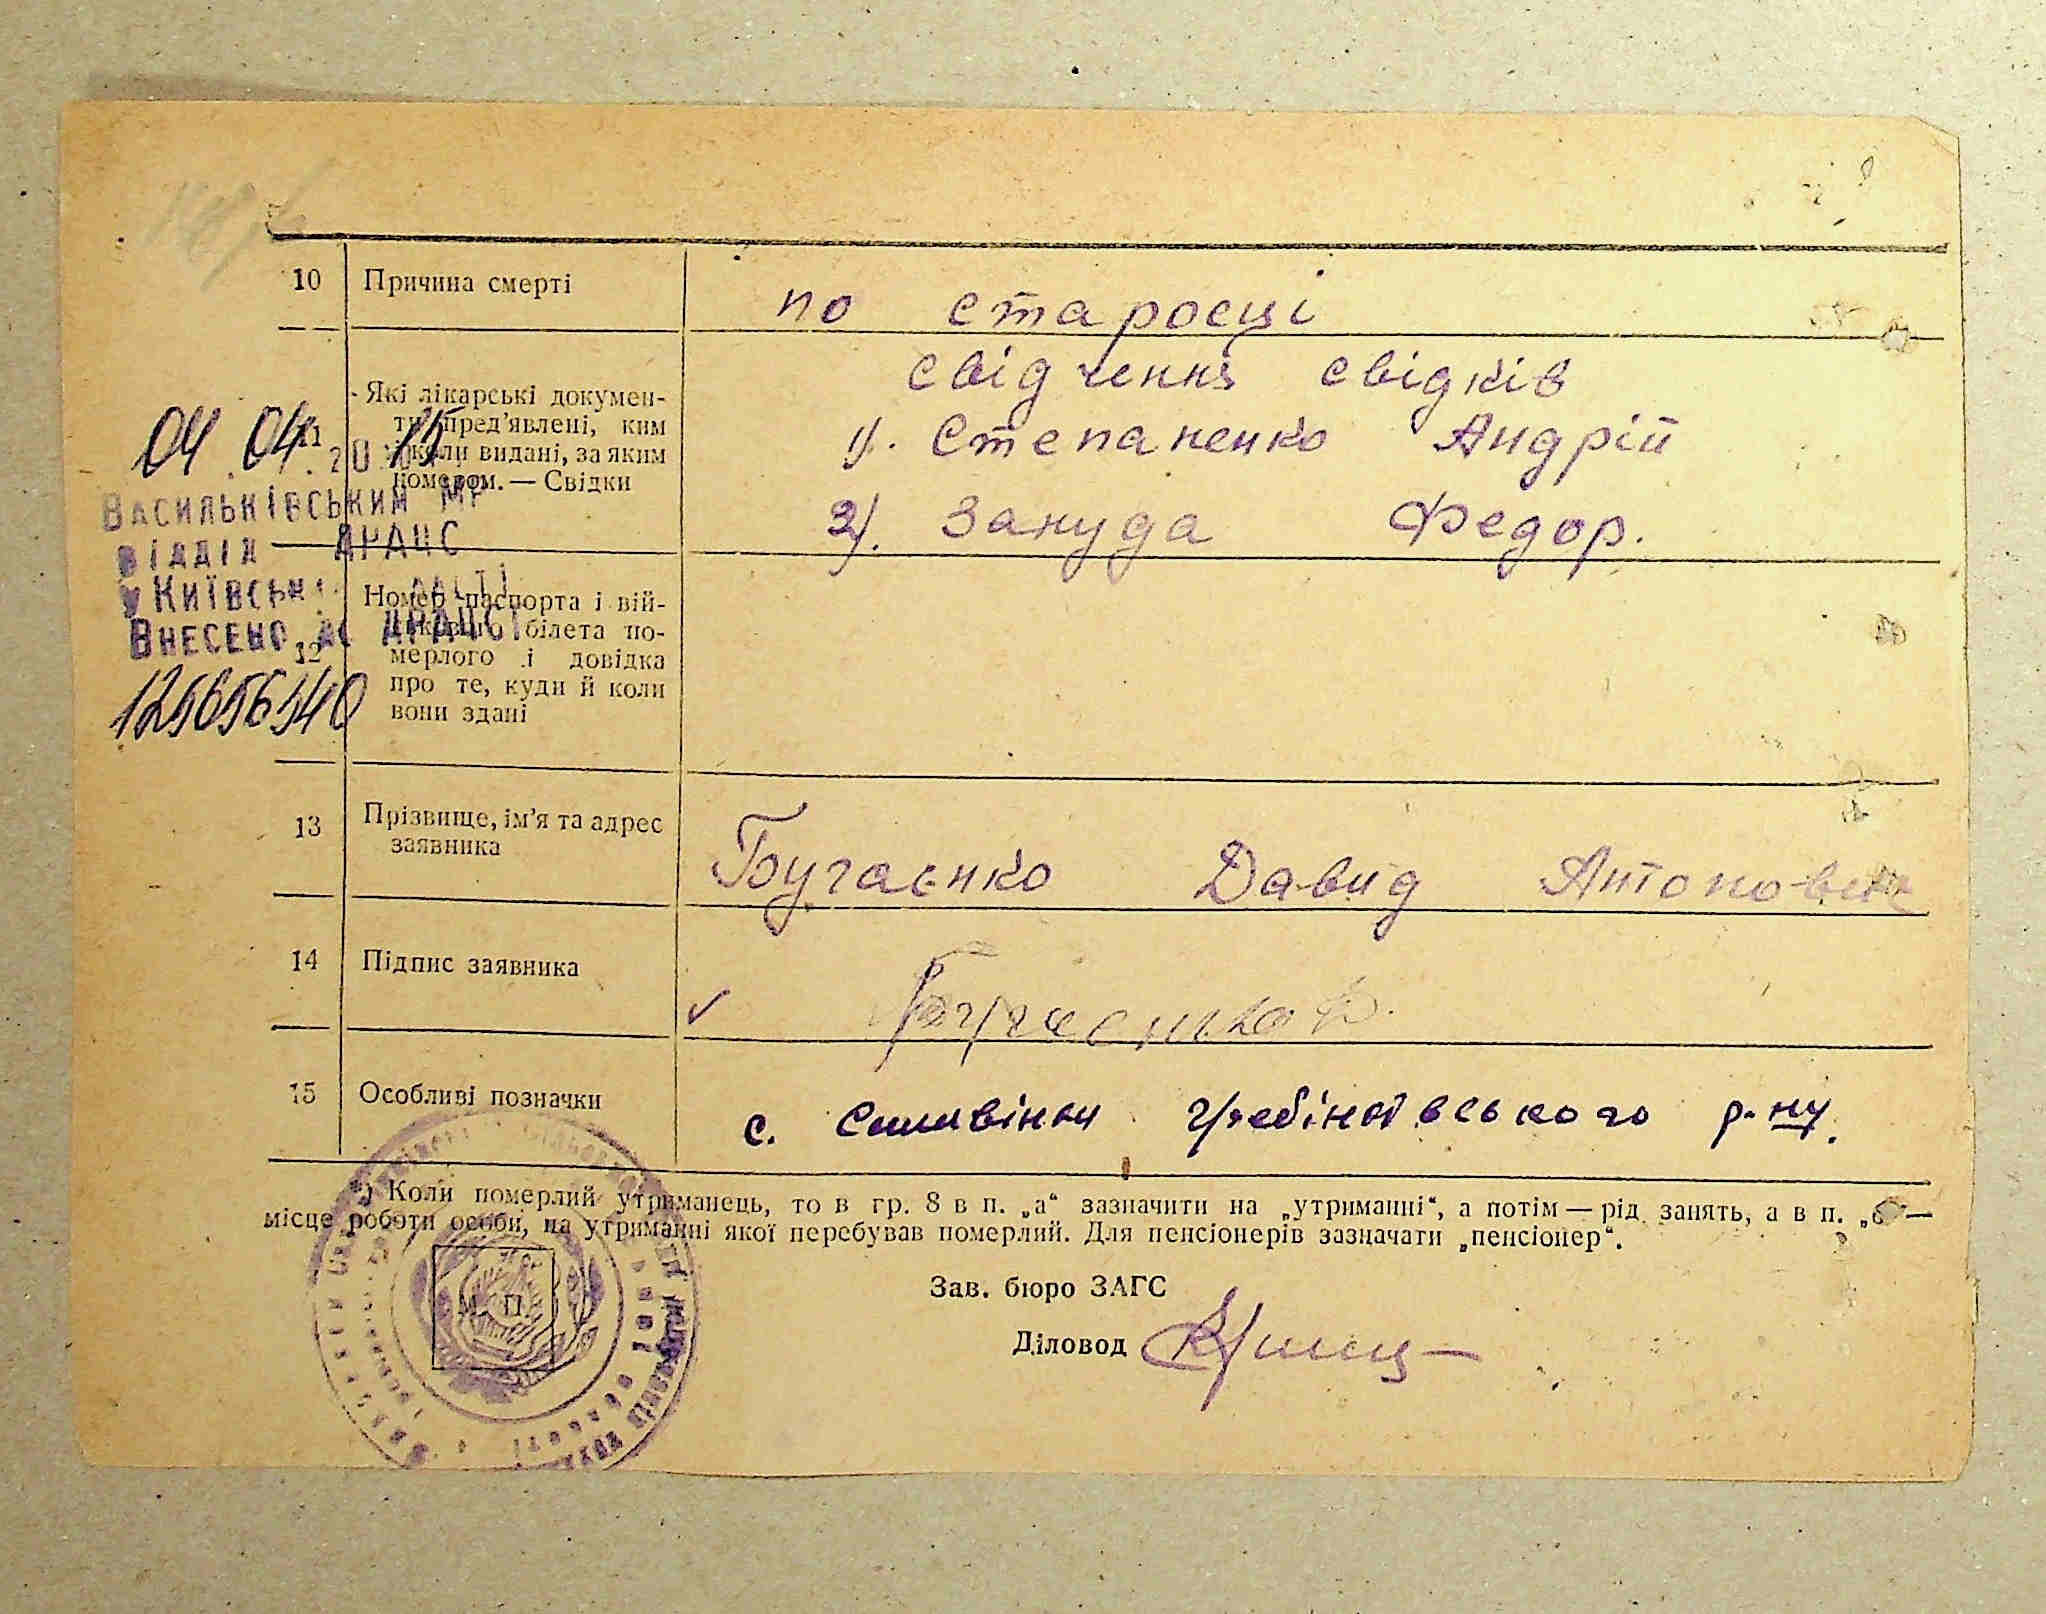 10 Причина смерті по старосці
Які лікарські докумен-
ти пред'явлені, ким
і коли видані, за яким
номером. — Свідки
свідчення свідків
1). Степаненко Андрій
2). Зануда Федор.
04 04 2015
Васильківським МР
відділ ДРАЦС
у Київській області
Внесено до ДРАЦС
125656540
12 Номер паспорта і вій-
ськового білета по-
мерлого і довідка
про те, куди й коли
вони здані
13 Прізвище, ім'я та адрес
заявника
Бугаєнко Давид Антонович
14 Підпис заявника
Бугаєнко Д.
15 Особливі позначки
с. Гребінківського р-ну.
*) Коли померлий утриманець, то в гр. 8 в п. „а“ зазначити на „утриманні“, а потім — рід занять, а в п. „б“ —
місце роботи особи, на утриманні якої перебував померлий. Для пенсіонерів зазначати „пенсіонер“.
Зав. бюро ЗАГС
Діловод
М. П.